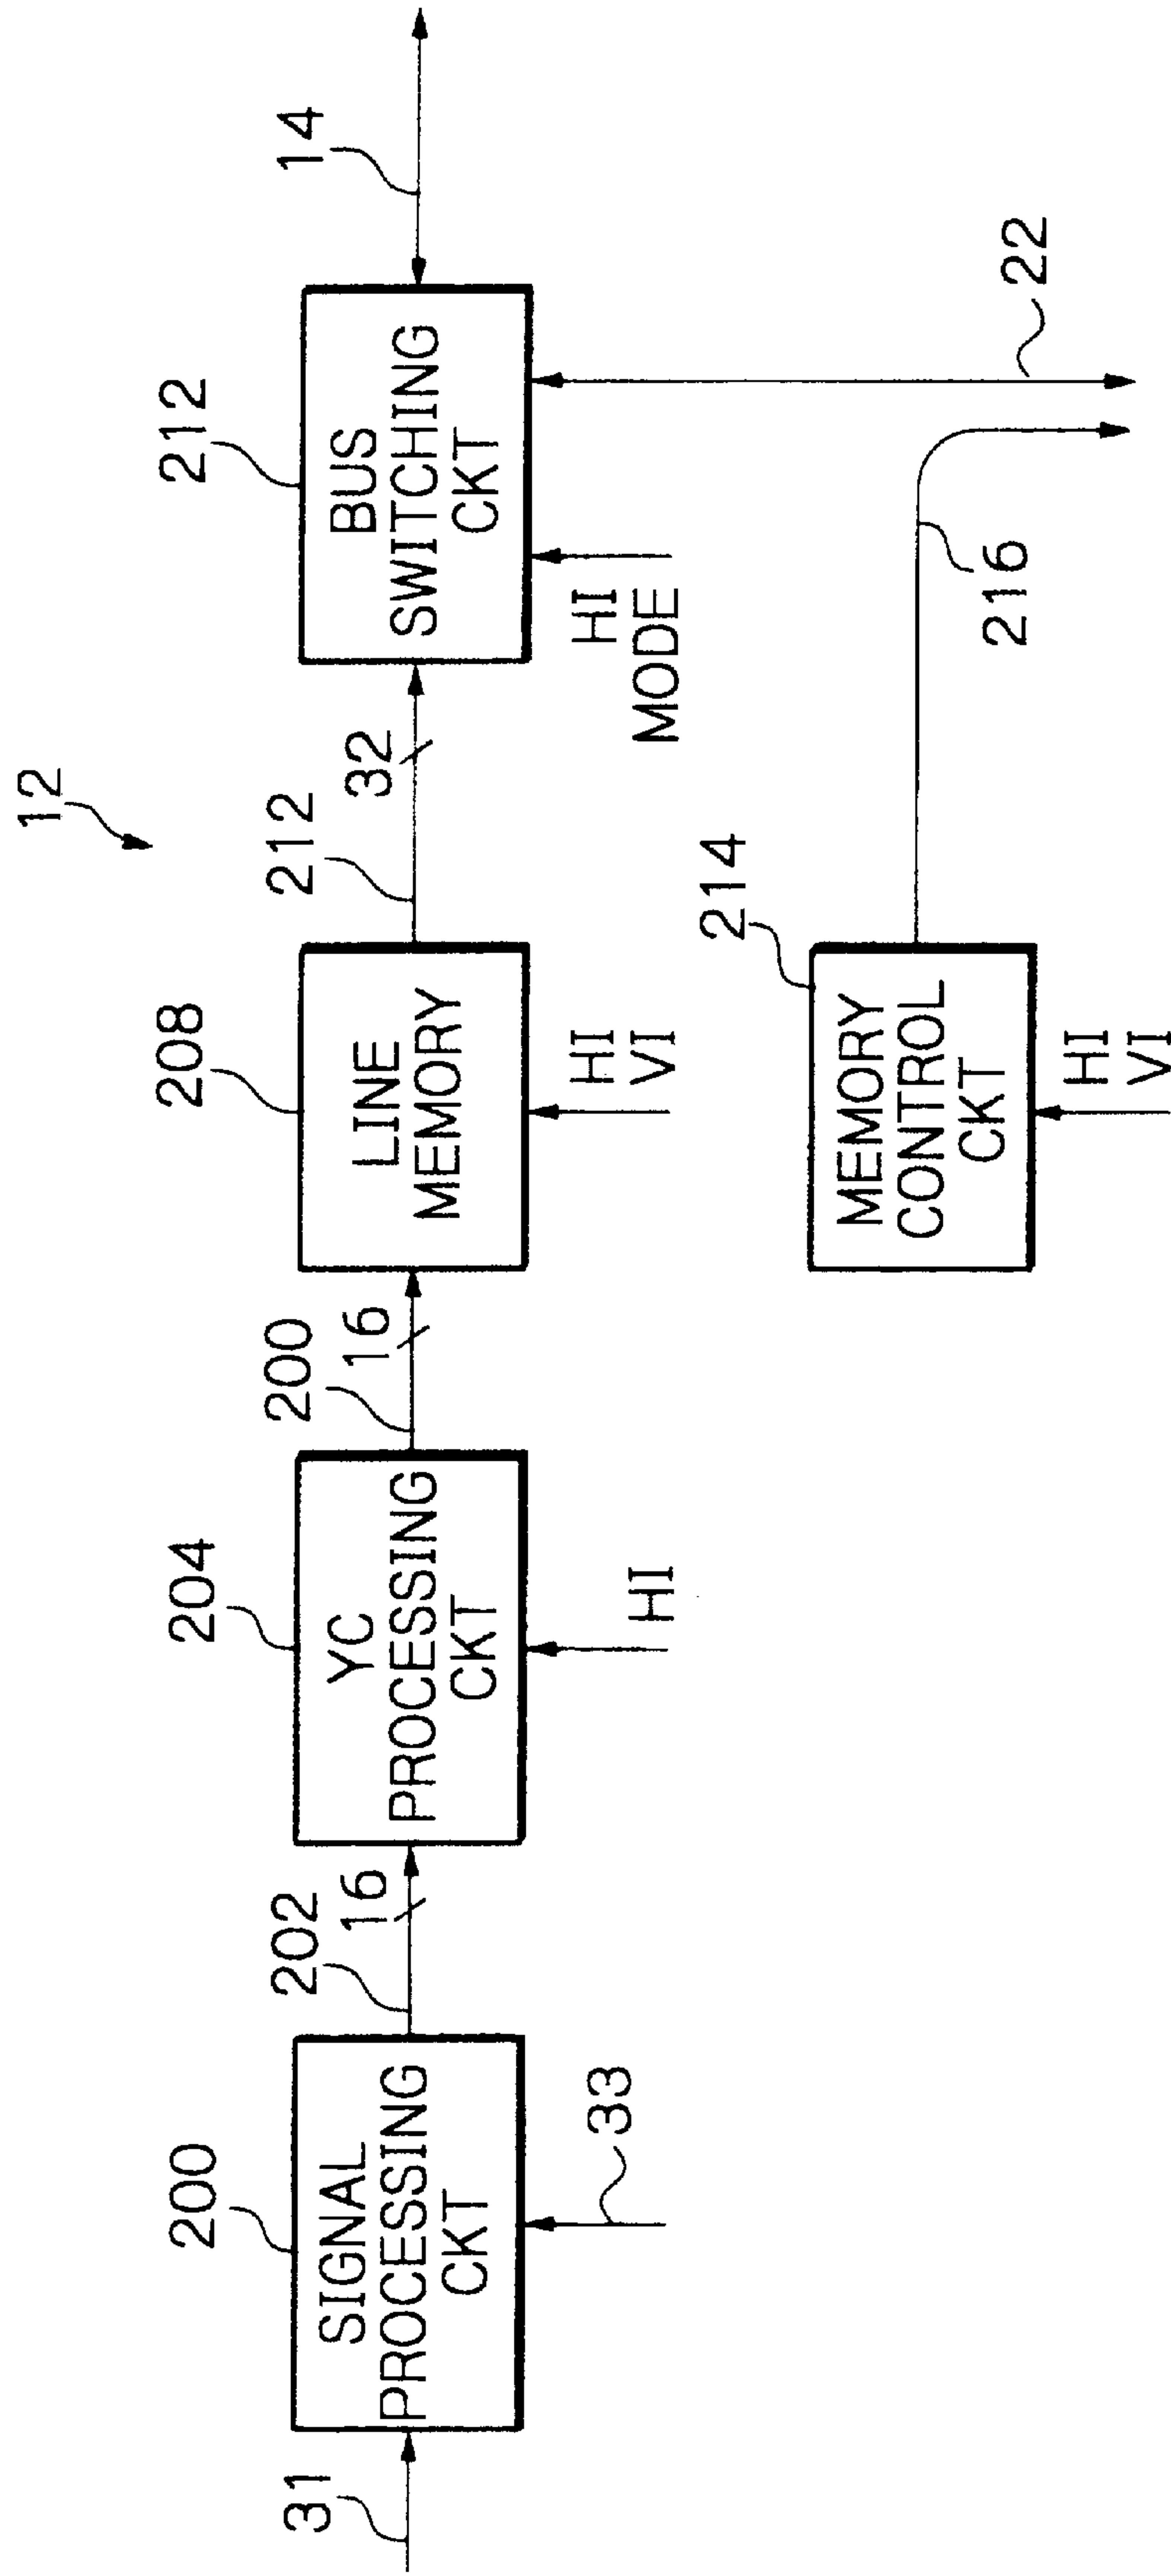 12
31
200
SIGNAL
PROCESSING
CKT
33
202
16
204
YC
PROCESSING
CKT
HI
200
16
208
LINE
MEMORY
HI
VI
212
32
212
BUS
SWITCHING
CKT
HI
MODE
14
22
214
MEMORY
CONTROL
CKT
HI
VI
216